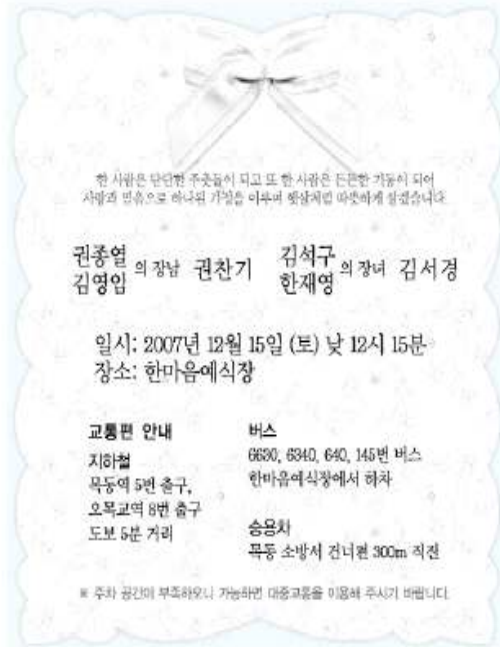 한 사람은 단단한 주춧돌이 되고 또 한 사람은 든든한 기둥이 되어
사랑과 믿음으로 하나된 가정을 이루며 햇살처럼 따뜻하게 살겠습니다
권종열
김영임 의 장남 권찬기
김석구
한재영 의 장녀 김서경
일시: 2007년 12월 15일 (토) 낮 12시 15분
장소: 한마음예식장
교통편 안내
지하철
목동역 5번 출구,
오목교역 8번 출구
도보 5분 거리
버스
6630, 6340, 640, 145번 버스
한마음예식장에서 하차
승용차
목동 소방서 건너편 300m 직진
※ 주차 공간이 부족하오니 가능하면 대중교통을 이용해 주시기 바랍니다.